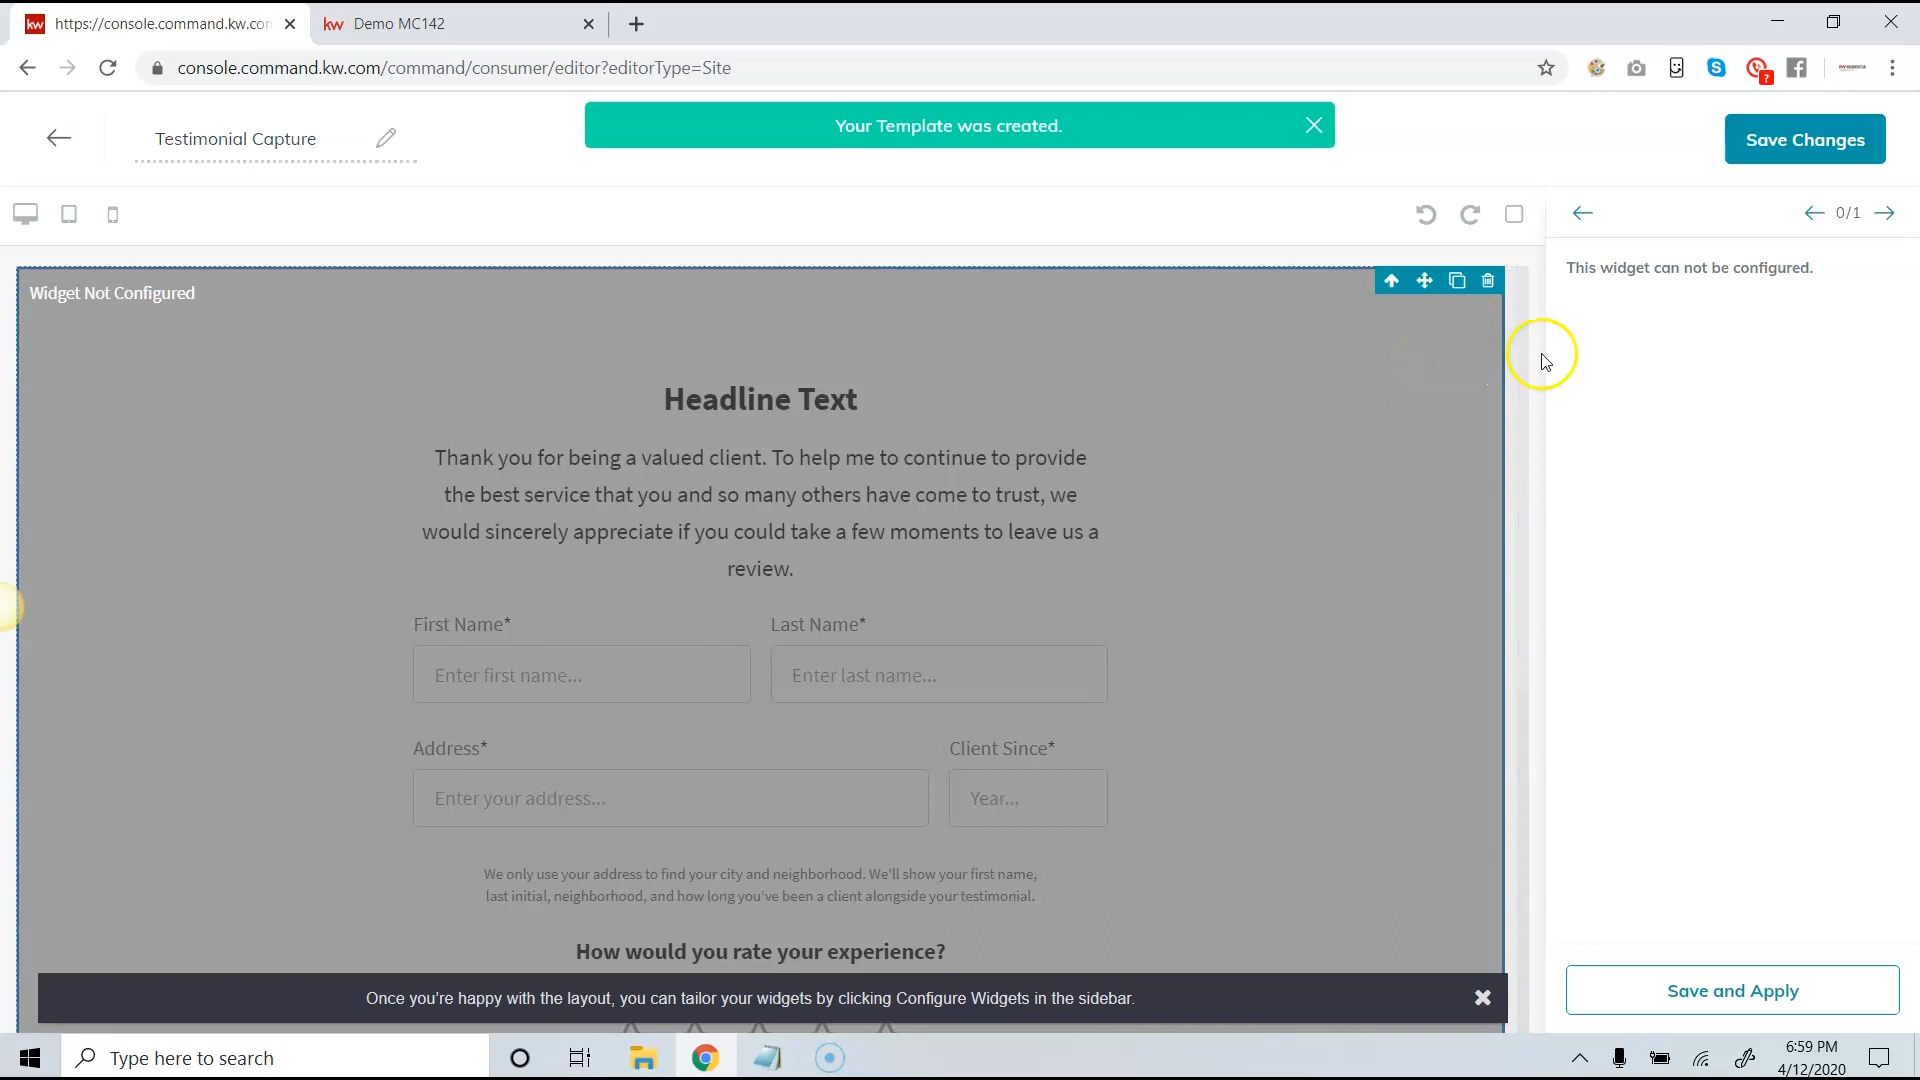 kw https://console.command.kw.con
kw Demo MC142
console.command.kw.com/command/consumer/editor?editorType=Site
?
Testimonial Capture
Your Template was created.
Save Changes
0/1
This widget can not be configured.
Widget Not Configured
Headline Text
Thank you for being a valued client. To help me to continue to provide
the best service that you and so many others have come to trust, we
would sincerely appreciate if you could take a few moments to leave us a
review.
First Name*
Last Name*
Enter first name...
Enter last name...
Address*
Client Since*
Enter your address...
Year...
We only use your address to find your city and neighborhood. We'll show your first name,
last initial, neighborhood, and how long you've been a client alongside your testimonial.
How would you rate your experience?
Once you're happy with the layout, you can tailor your widgets by clicking Configure Widgets in the sidebar.
Save and Apply
Type here to search
6:59 PM
4/12/2020